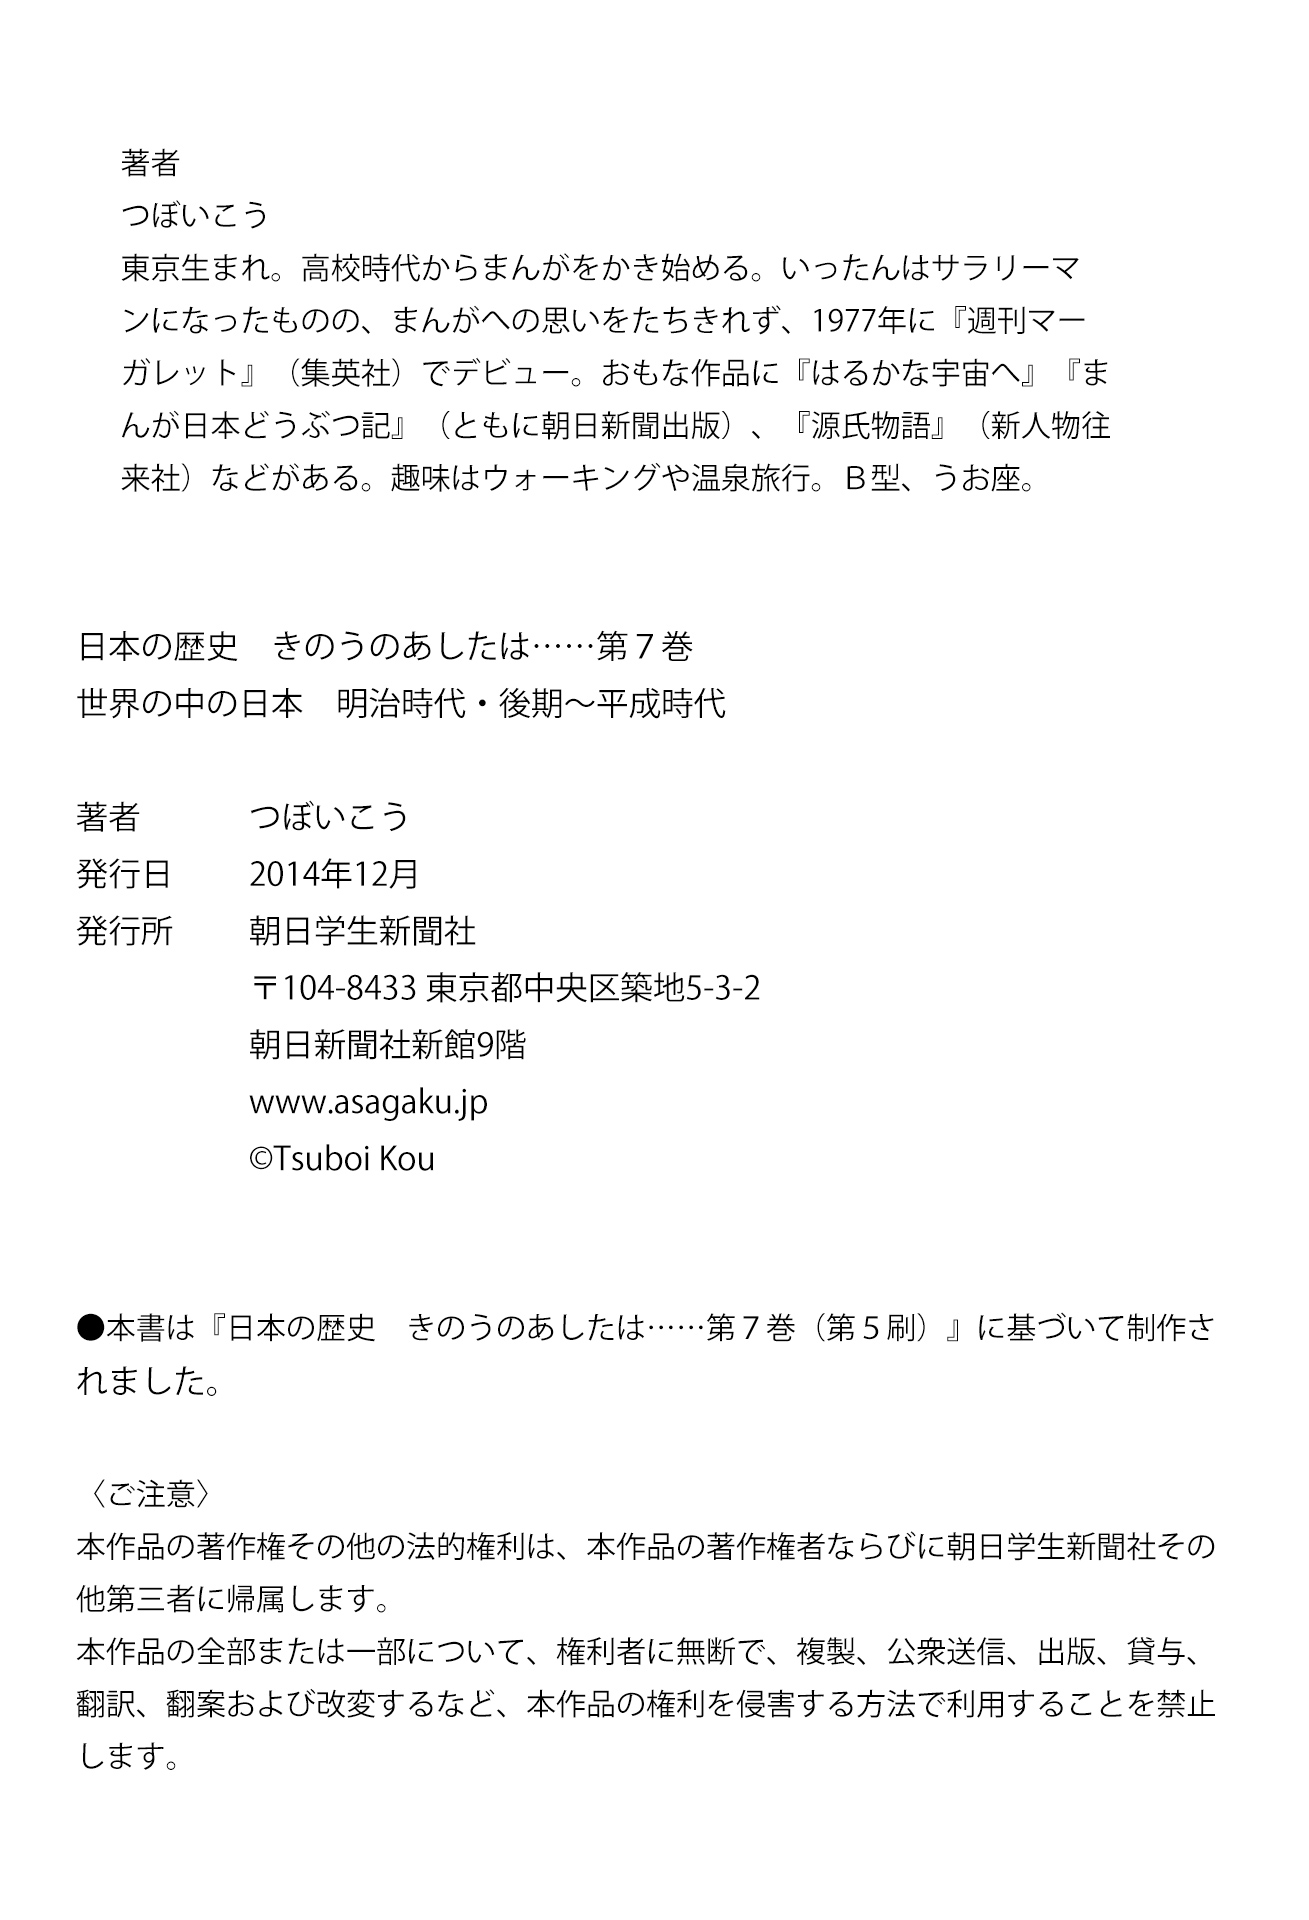 著者
つぼいこう
東京生まれ。高校時代からまんがをかき始める。いったんはサラリーマ
ンになったものの、まんがへの思いをたちきれず、1977年に『週刊マー
ガレット』（集英社）でデビュー。おもな作品に『はるかな宇宙へ』『ま
んが日本どうぶつ記』（ともに朝日新聞出版）、『源氏物語』（新人物往
来社）などがある。趣味はウォーキングや温泉旅行。Ｂ型、うお座。
日本の歴史　きのうのあしたは……第７巻
世界の中の日本　明治時代・後期～平成時代
著者　つぼいこう
発行日　2014年12月
発行所　朝日学生新聞社
〒104-8433 東京都中央区築地5-3-2
朝日新聞社新館9階
www.asagaku.jp
©Tsuboi Kou
●本書は『日本の歴史　きのうのあしたは……第７巻（第５刷）』に基づいて制作さ
れました。
〈ご注意〉
本作品の著作権その他の法的権利は、本作品の著作権者ならびに朝日学生新聞社その
他第三者に帰属します。
本作品の全部または一部について、権利者に無断で、複製、公衆送信、出版、貸与、
翻訳、翻案および改変するなど、本作品の権利を侵害する方法で利用することを禁止
します。